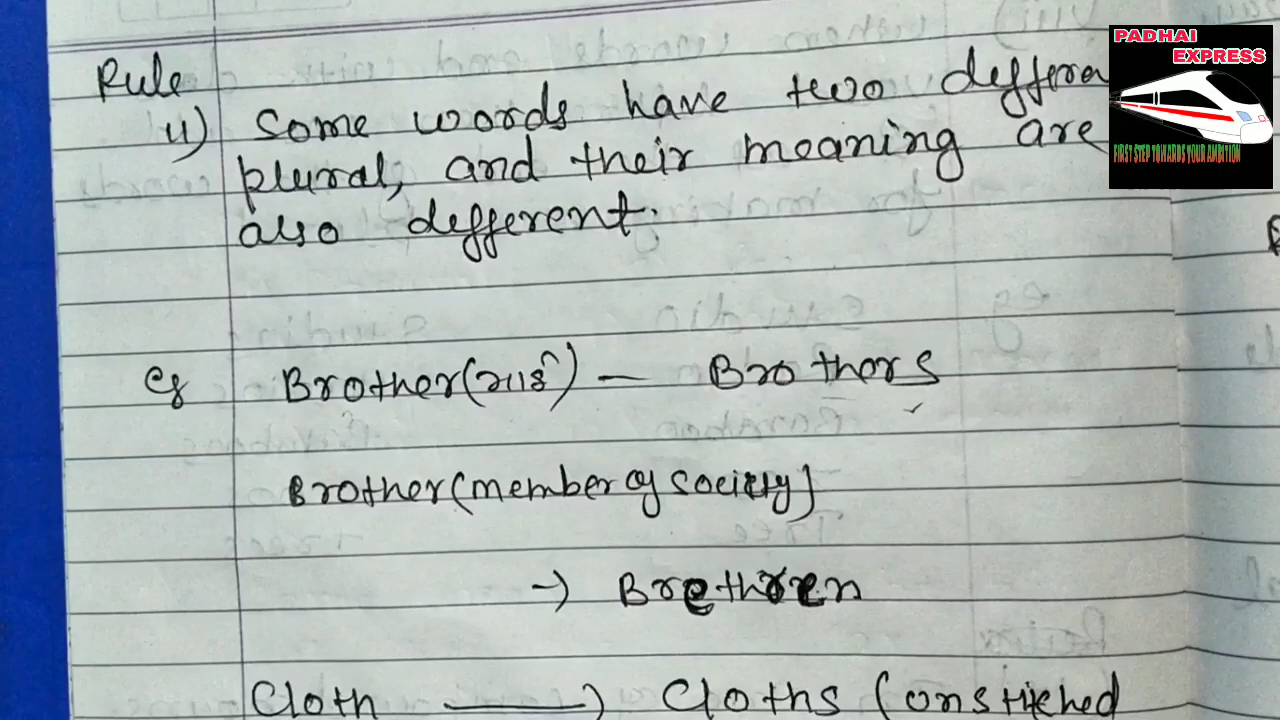 Rule
11) Some words have two differen
plural, and their meaning are
also different.
eg Brother (भाई) — Brothers
Brother (member of society)
→ Brethren
Cloth → Cloths (onstitched
PADHAI
EXPRESS
FIRST STEP TOWARDS YOUR AMBITION